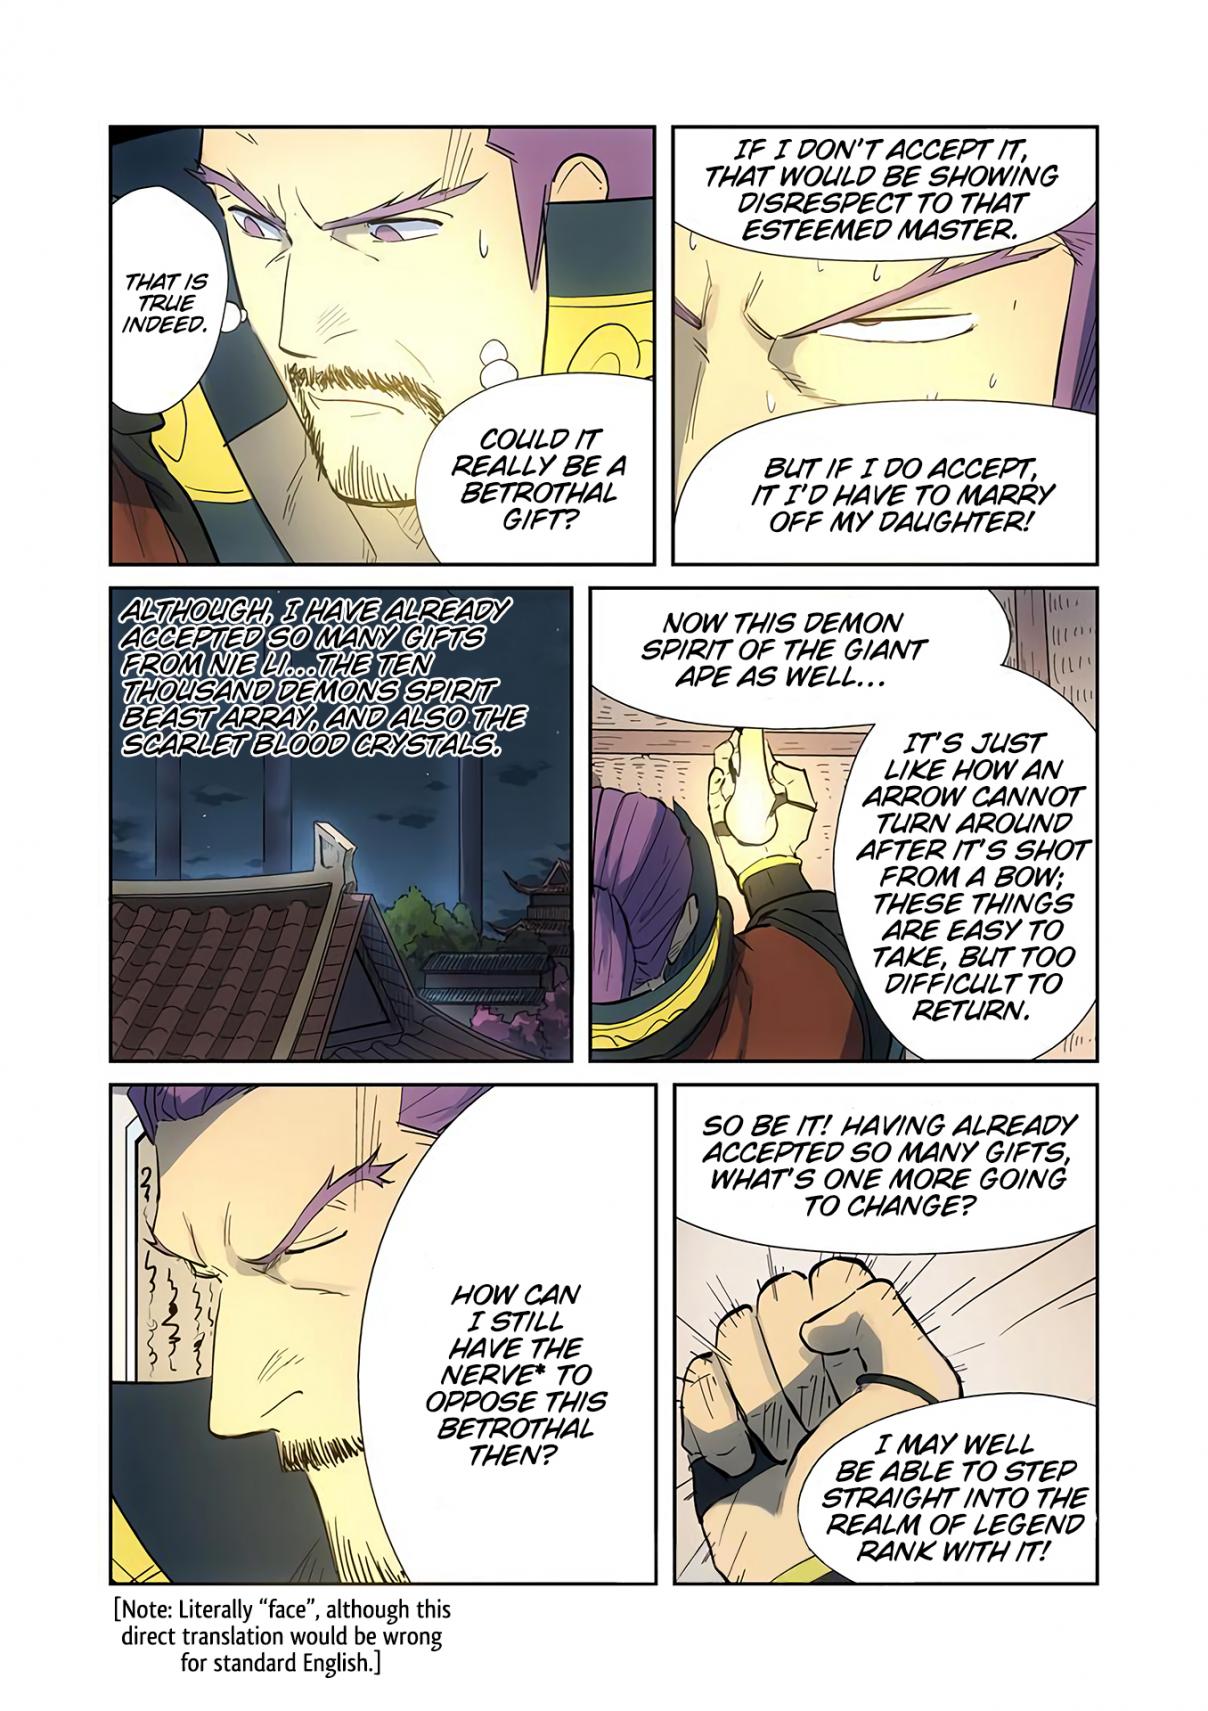 THAT IS
TRUE
INDEED.
COULD IT
REALLY BE A
BETROTHAL
GIFT?
IF I DON'T ACCEPT IT,
THAT WOULD BE SHOWING
DISRESPECT TO THAT
ESTEEMED MASTER.
BUT IF I DO ACCEPT,
IT I'D HAVE TO MARRY
OFF MY DAUGHTER!
ALTHOUGH, I HAVE ALREADY
ACCEPTED SO MANY GIFTS
FROM NIE LI...THE TEN
THOUSAND DEMONS SPIRIT
BEAST ARRAY, AND ALSO THE
SCARLET BLOOD CRYSTALS.
NOW THIS DEMON
SPIRIT OF THE GIANT
APE AS WELL...
IT'S JUST
LIKE HOW AN
ARROW CANNOT
TURN AROUND
AFTER IT'S SHOT
FROM A BOW;
THESE THINGS
ARE EASY TO
TAKE, BUT TOO
DIFFICULT TO
RETURN.
HOW CAN
I STILL
HAVE THE
NERVE* TO
OPPOSE THIS
BETROTHAL
THEN?
SO BE IT! HAVING ALREADY
ACCEPTED SO MANY GIFTS,
WHAT'S ONE MORE GOING
TO CHANGE?
I MAY WELL
BE ABLE TO STEP
STRAIGHT INTO THE
REALM OF LEGEND
RANK WITH IT!
[Note: Literally “face”, although this
direct translation would be wrong
for standard English.]